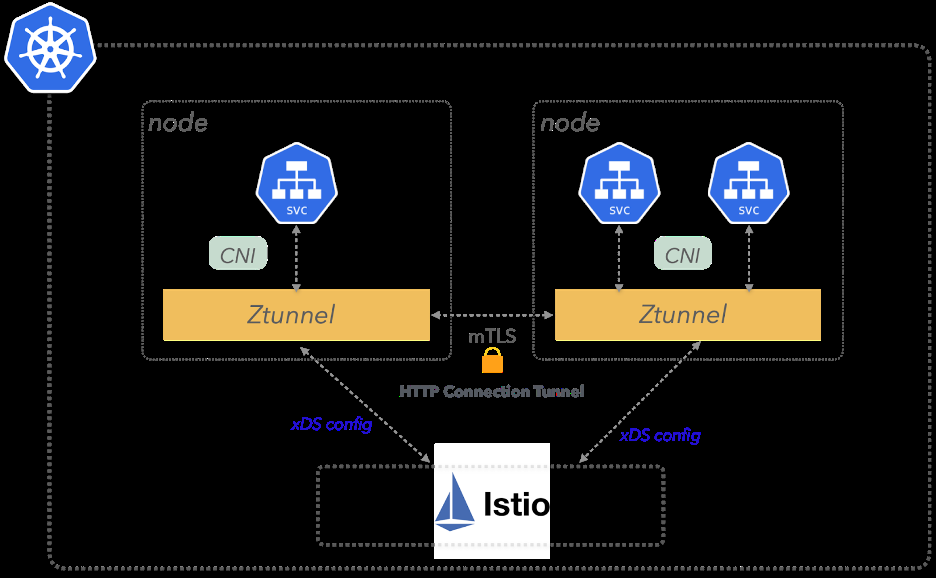 node
node
svc
svc
svc
CNI
CNI
Ztunnel
Ztunnel
mTLS
HTTP Connection Tunnel
xDS config
xDS config
Istio